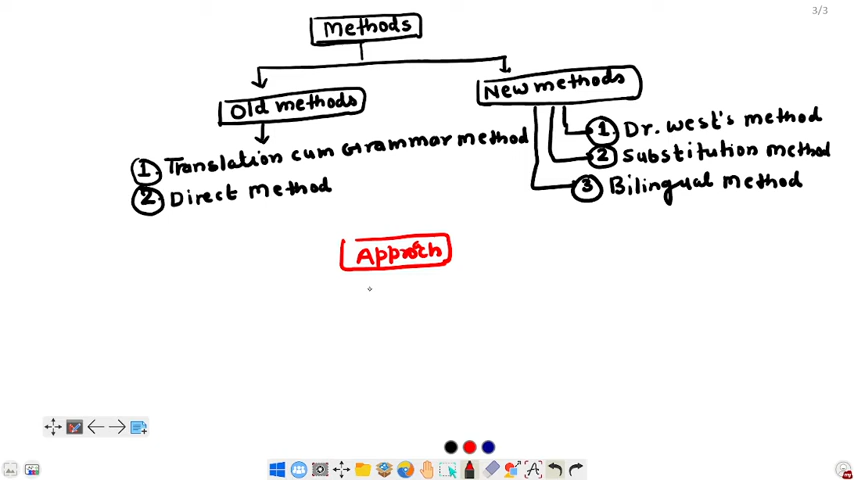 3/3
Methods
Old methods
New methods
1 Translation cum Grammar method
2 Direct Method
1 Dr. West's method
2 Substitution method
3 Bilingual Method
Approch